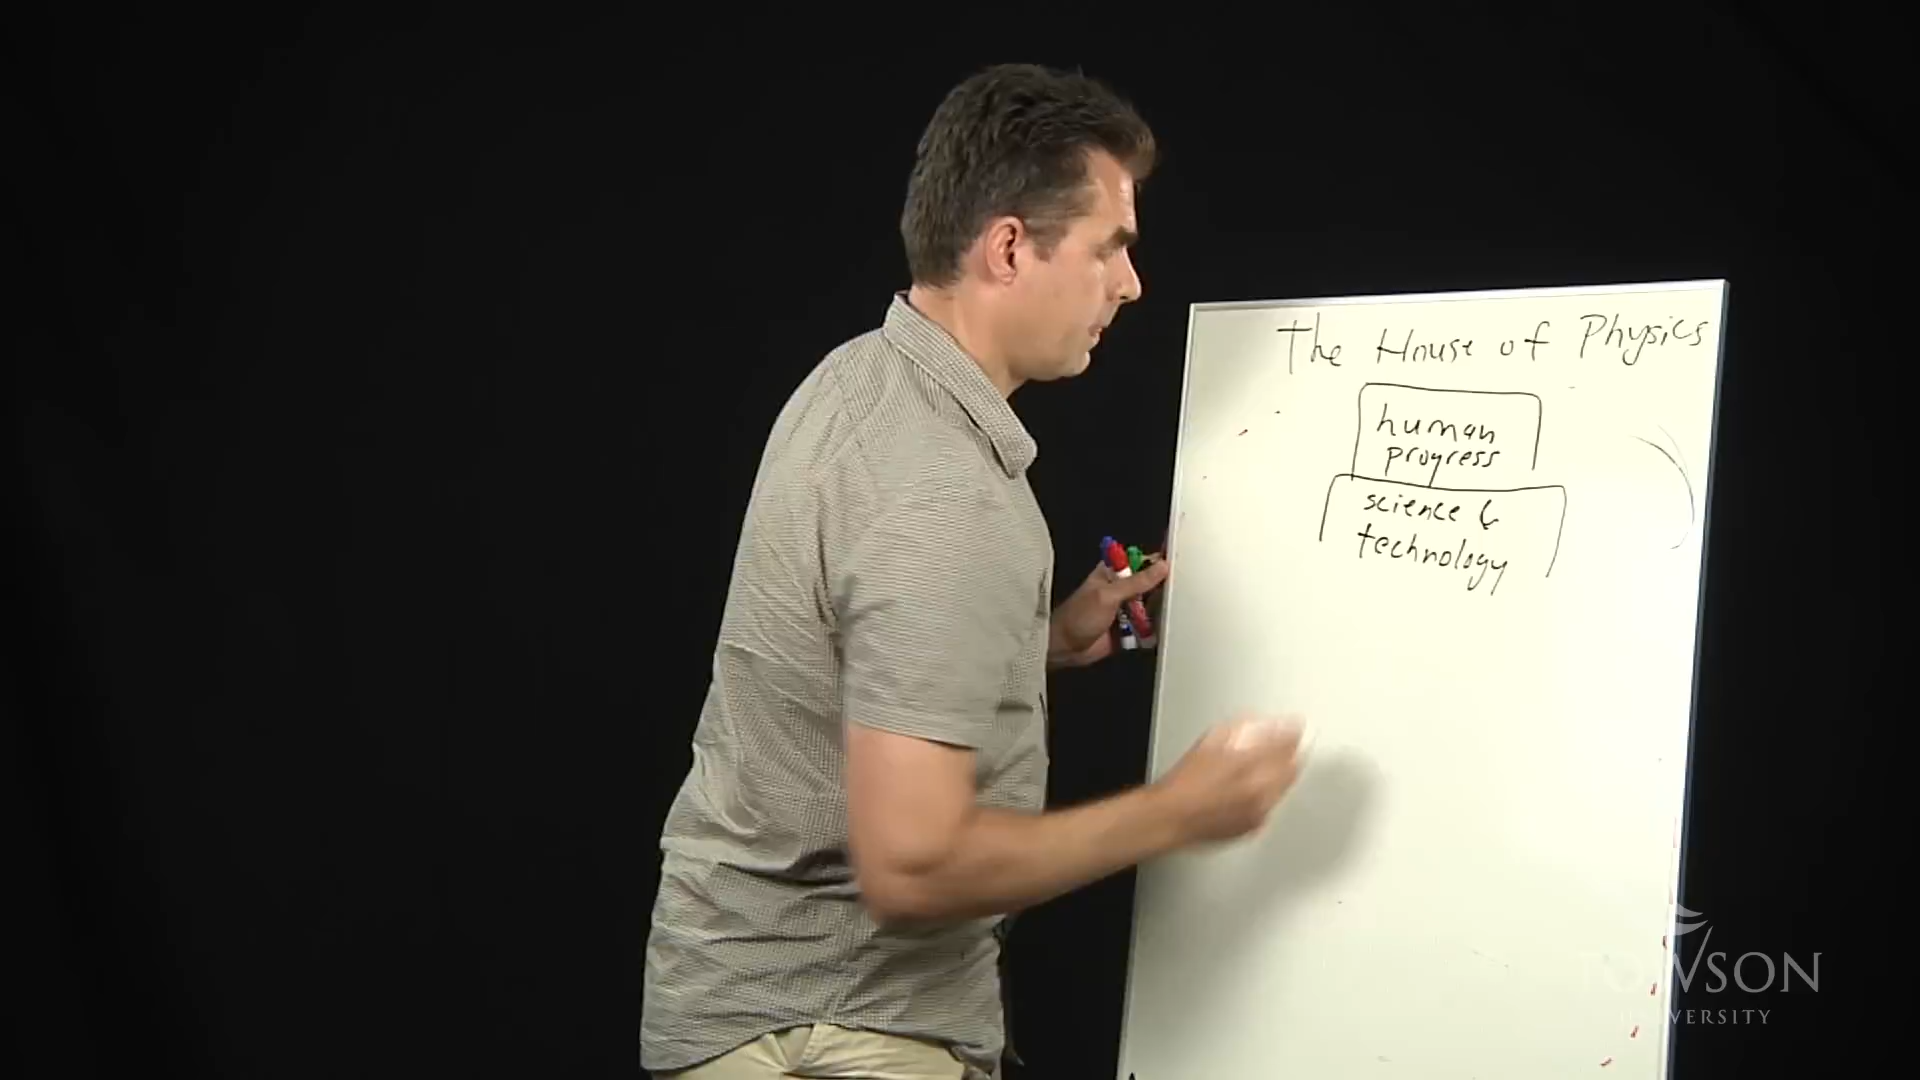 The House of Physics
human
progress
science &
technology
TOWSON
UNIVERSITY